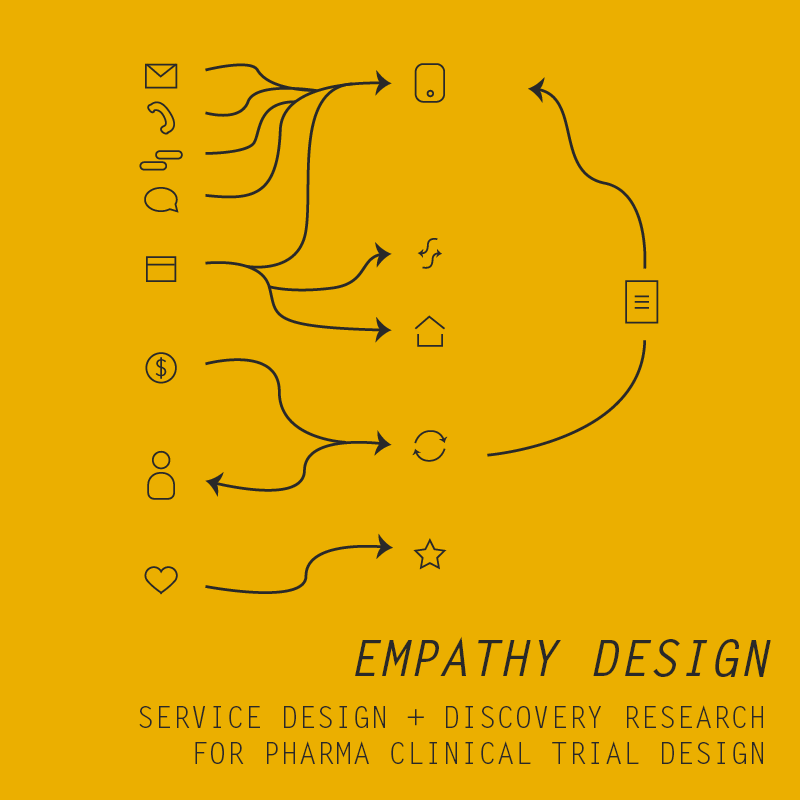 $
EMPATHY DESIGN
SERVICE DESIGN + DISCOVERY RESEARCH
FOR PHARMA CLINICAL TRIAL DESIGN